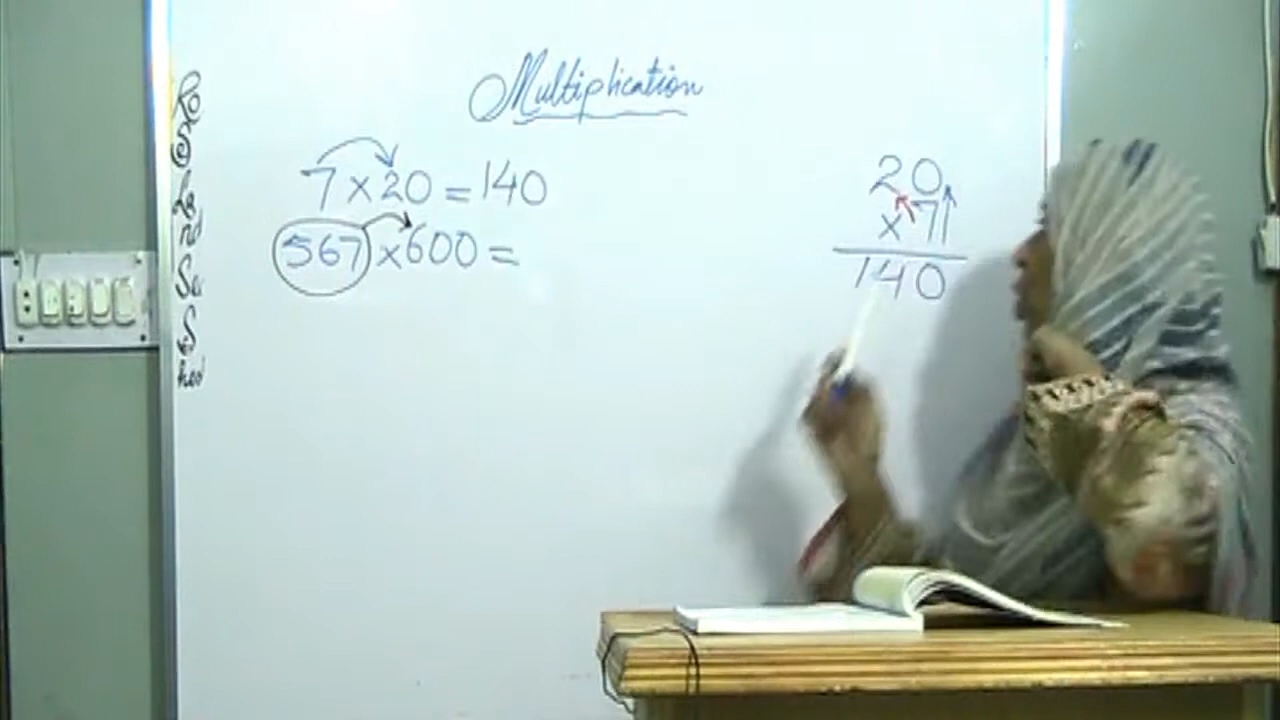 Multiplication
7 × 20 = 140
567 × 600 =
20
× 7
140